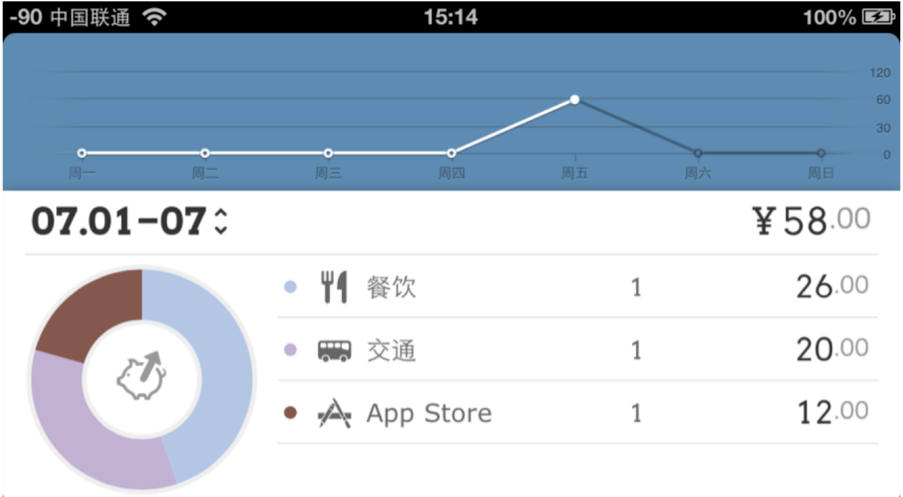 -90 中国联通 15:14 100%
120
60
30
0
周一 周二 周三 周四 周五 周六 周日
07.01-07 ¥58.00
餐饮 1 26.00
交通 1 20.00
App Store 1 12.00